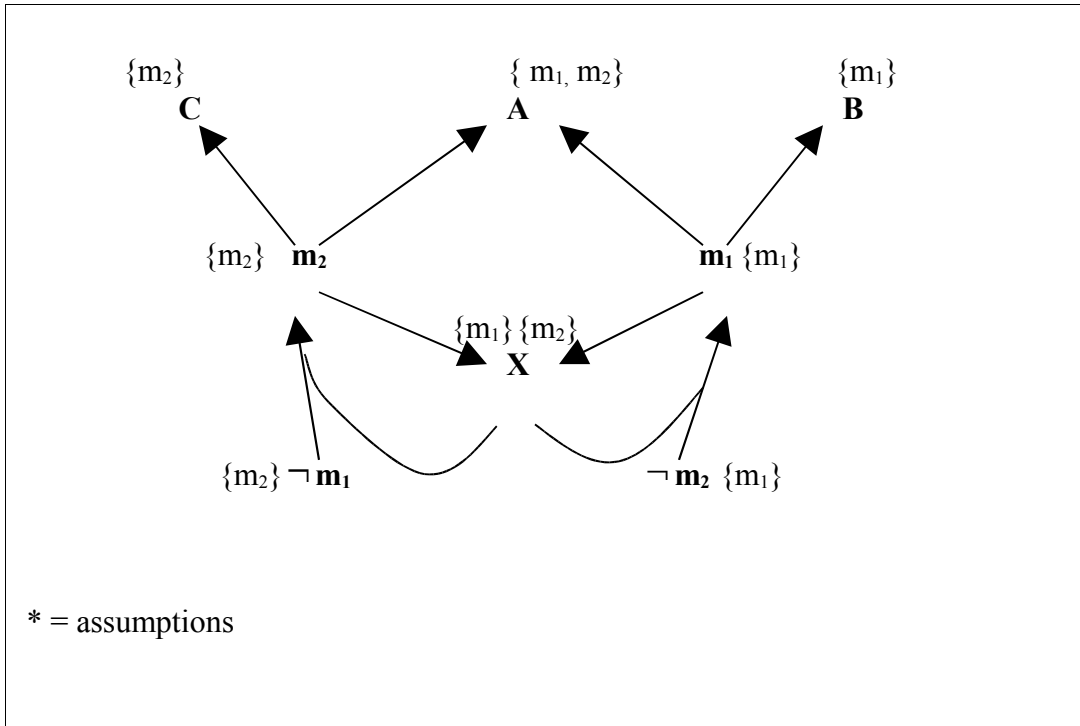 {m₂} { m₁, m₂} {m₁}
C A B
{m₂} m₂ m₁ {m₁}
{m₁} {m₂}
X
{m₂} ¬ m₁ ¬ m₂ {m₁}
* = assumptions